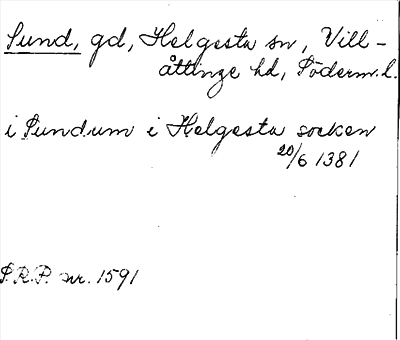 Sund, gd, Helgesta sn, Vill-
åttinge hd, Söderm.l.
i Sundum i Helgesta socken
20/6 1381
S.R.P. nr. 1591